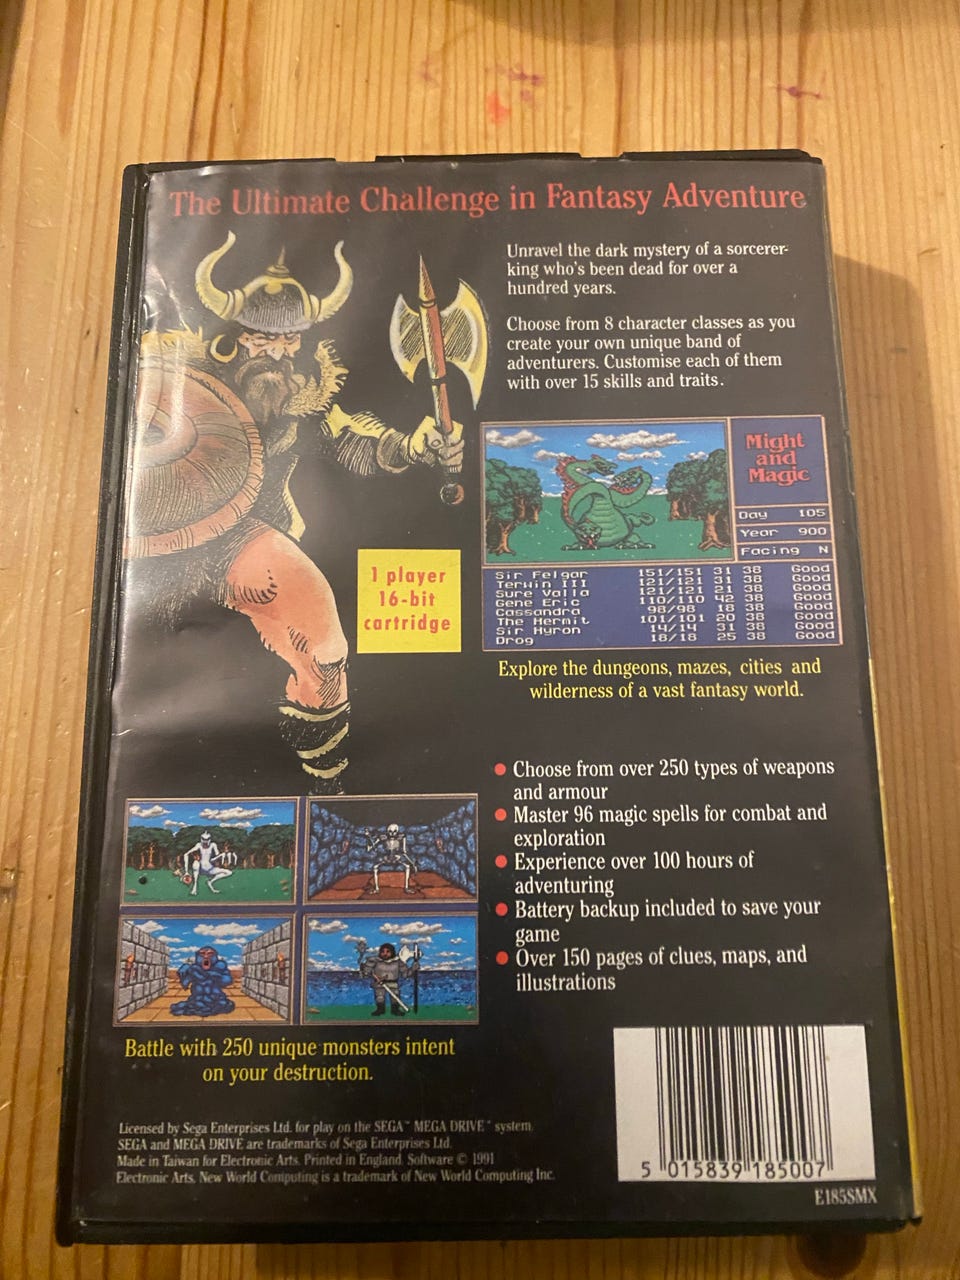 The Ultimate Challenge in Fantasy Adventure
Unravel the dark mystery of a sorcerer-
king who's been dead for over a
hundred years.
Choose from 8 character classes as you
create your own unique band of
adventurers. Customise each of them
with over 15 skills and traits.
Might
and
Magic
Day 105
Year 900
Facing N
Sir Felgar 151/151 31 38 Good
Terwin III 121/121 31 38 Good
Sure Valla 121/121 21 38 Good
Gene Eric 110/110 42 38 Good
Cassandra 98/98 18 38 Good
The Hermit 101/101 20 38 Good
Sir Hyron 14/14 31 38 Good
Drog 18/18 25 38 Good
1 player
16-bit
cartridge
Explore the dungeons, mazes, cities and
wilderness of a vast fantasy world.
• Choose from over 250 types of weapons
and armour
• Master 96 magic spells for combat and
exploration
• Experience over 100 hours of
adventuring
• Battery backup included to save your
game
• Over 150 pages of clues, maps, and
illustrations
Battle with 250 unique monsters intent
on your destruction.
Licensed by Sega Enterprises Ltd. for play on the SEGA™ MEGA DRIVE™ system.
SEGA and MEGA DRIVE are trademarks of Sega Enterprises Ltd.
Made in Taiwan for Electronic Arts. Printed in England. Software © 1991
Electronic Arts. New World Computing is a trademark of New World Computing Inc.
5 015839 185007
E185SMX